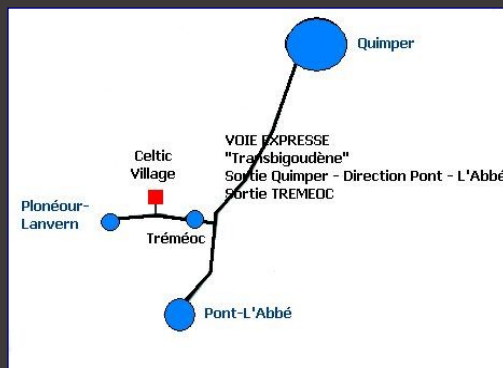 Quimper
VOIE EXPRESSE
"Transbigoudène"
Sortie Quimper - Direction Pont - L'Abbé
Sortie TREMEOC
Celtic
Village
Plonéour-
Lanvern
Tréméoc
Pont-L'Abbé